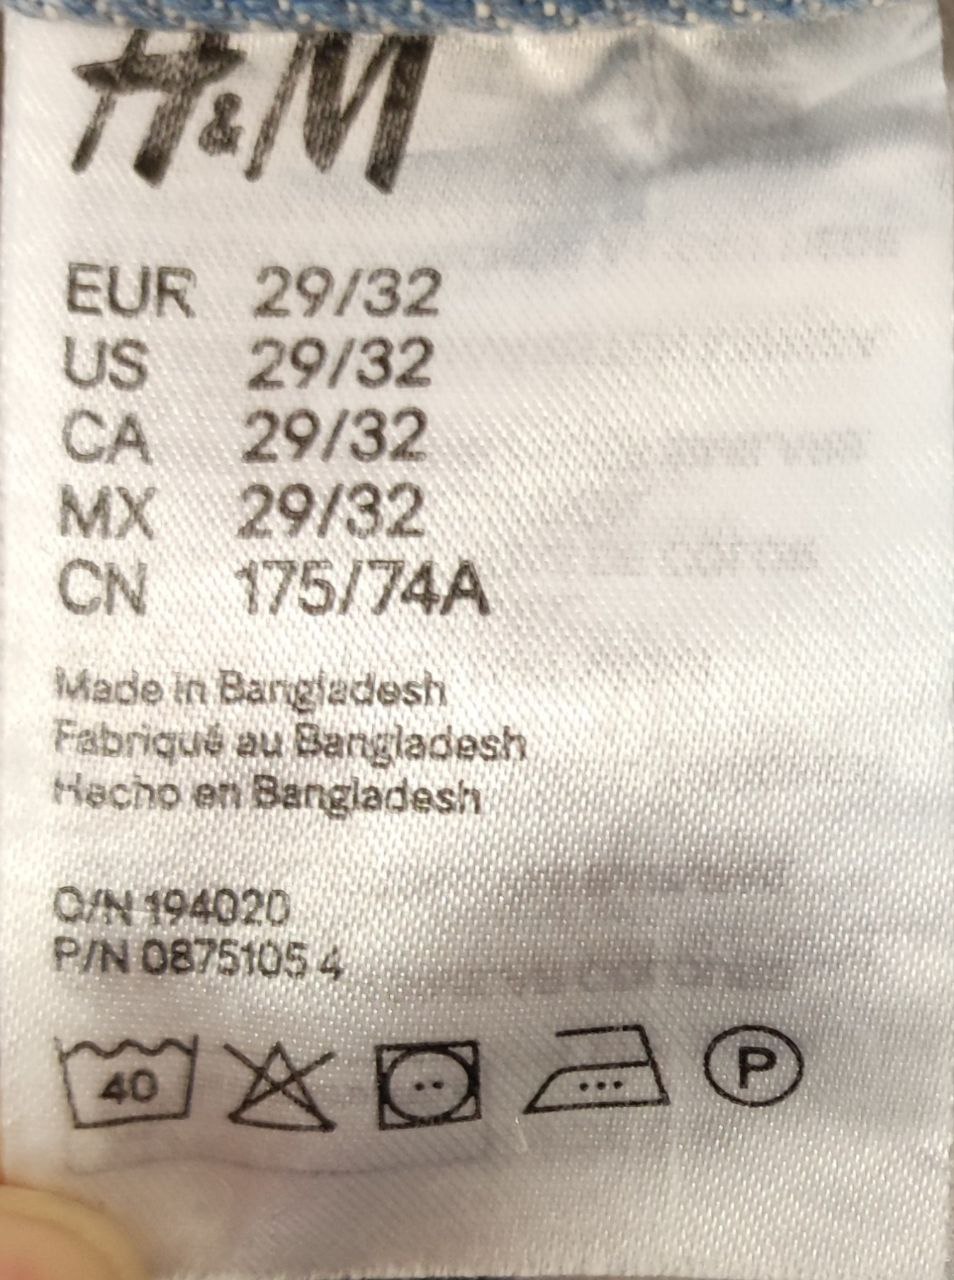 H&M
EUR 29/32
US 29/32
CA 29/32
MX 29/32
CN 175/74A
Made in Bangladesh
Fabriqué au Bangladesh
Hecho en Bangladesh
O/N 194020
P/N 0875105 4
40
P